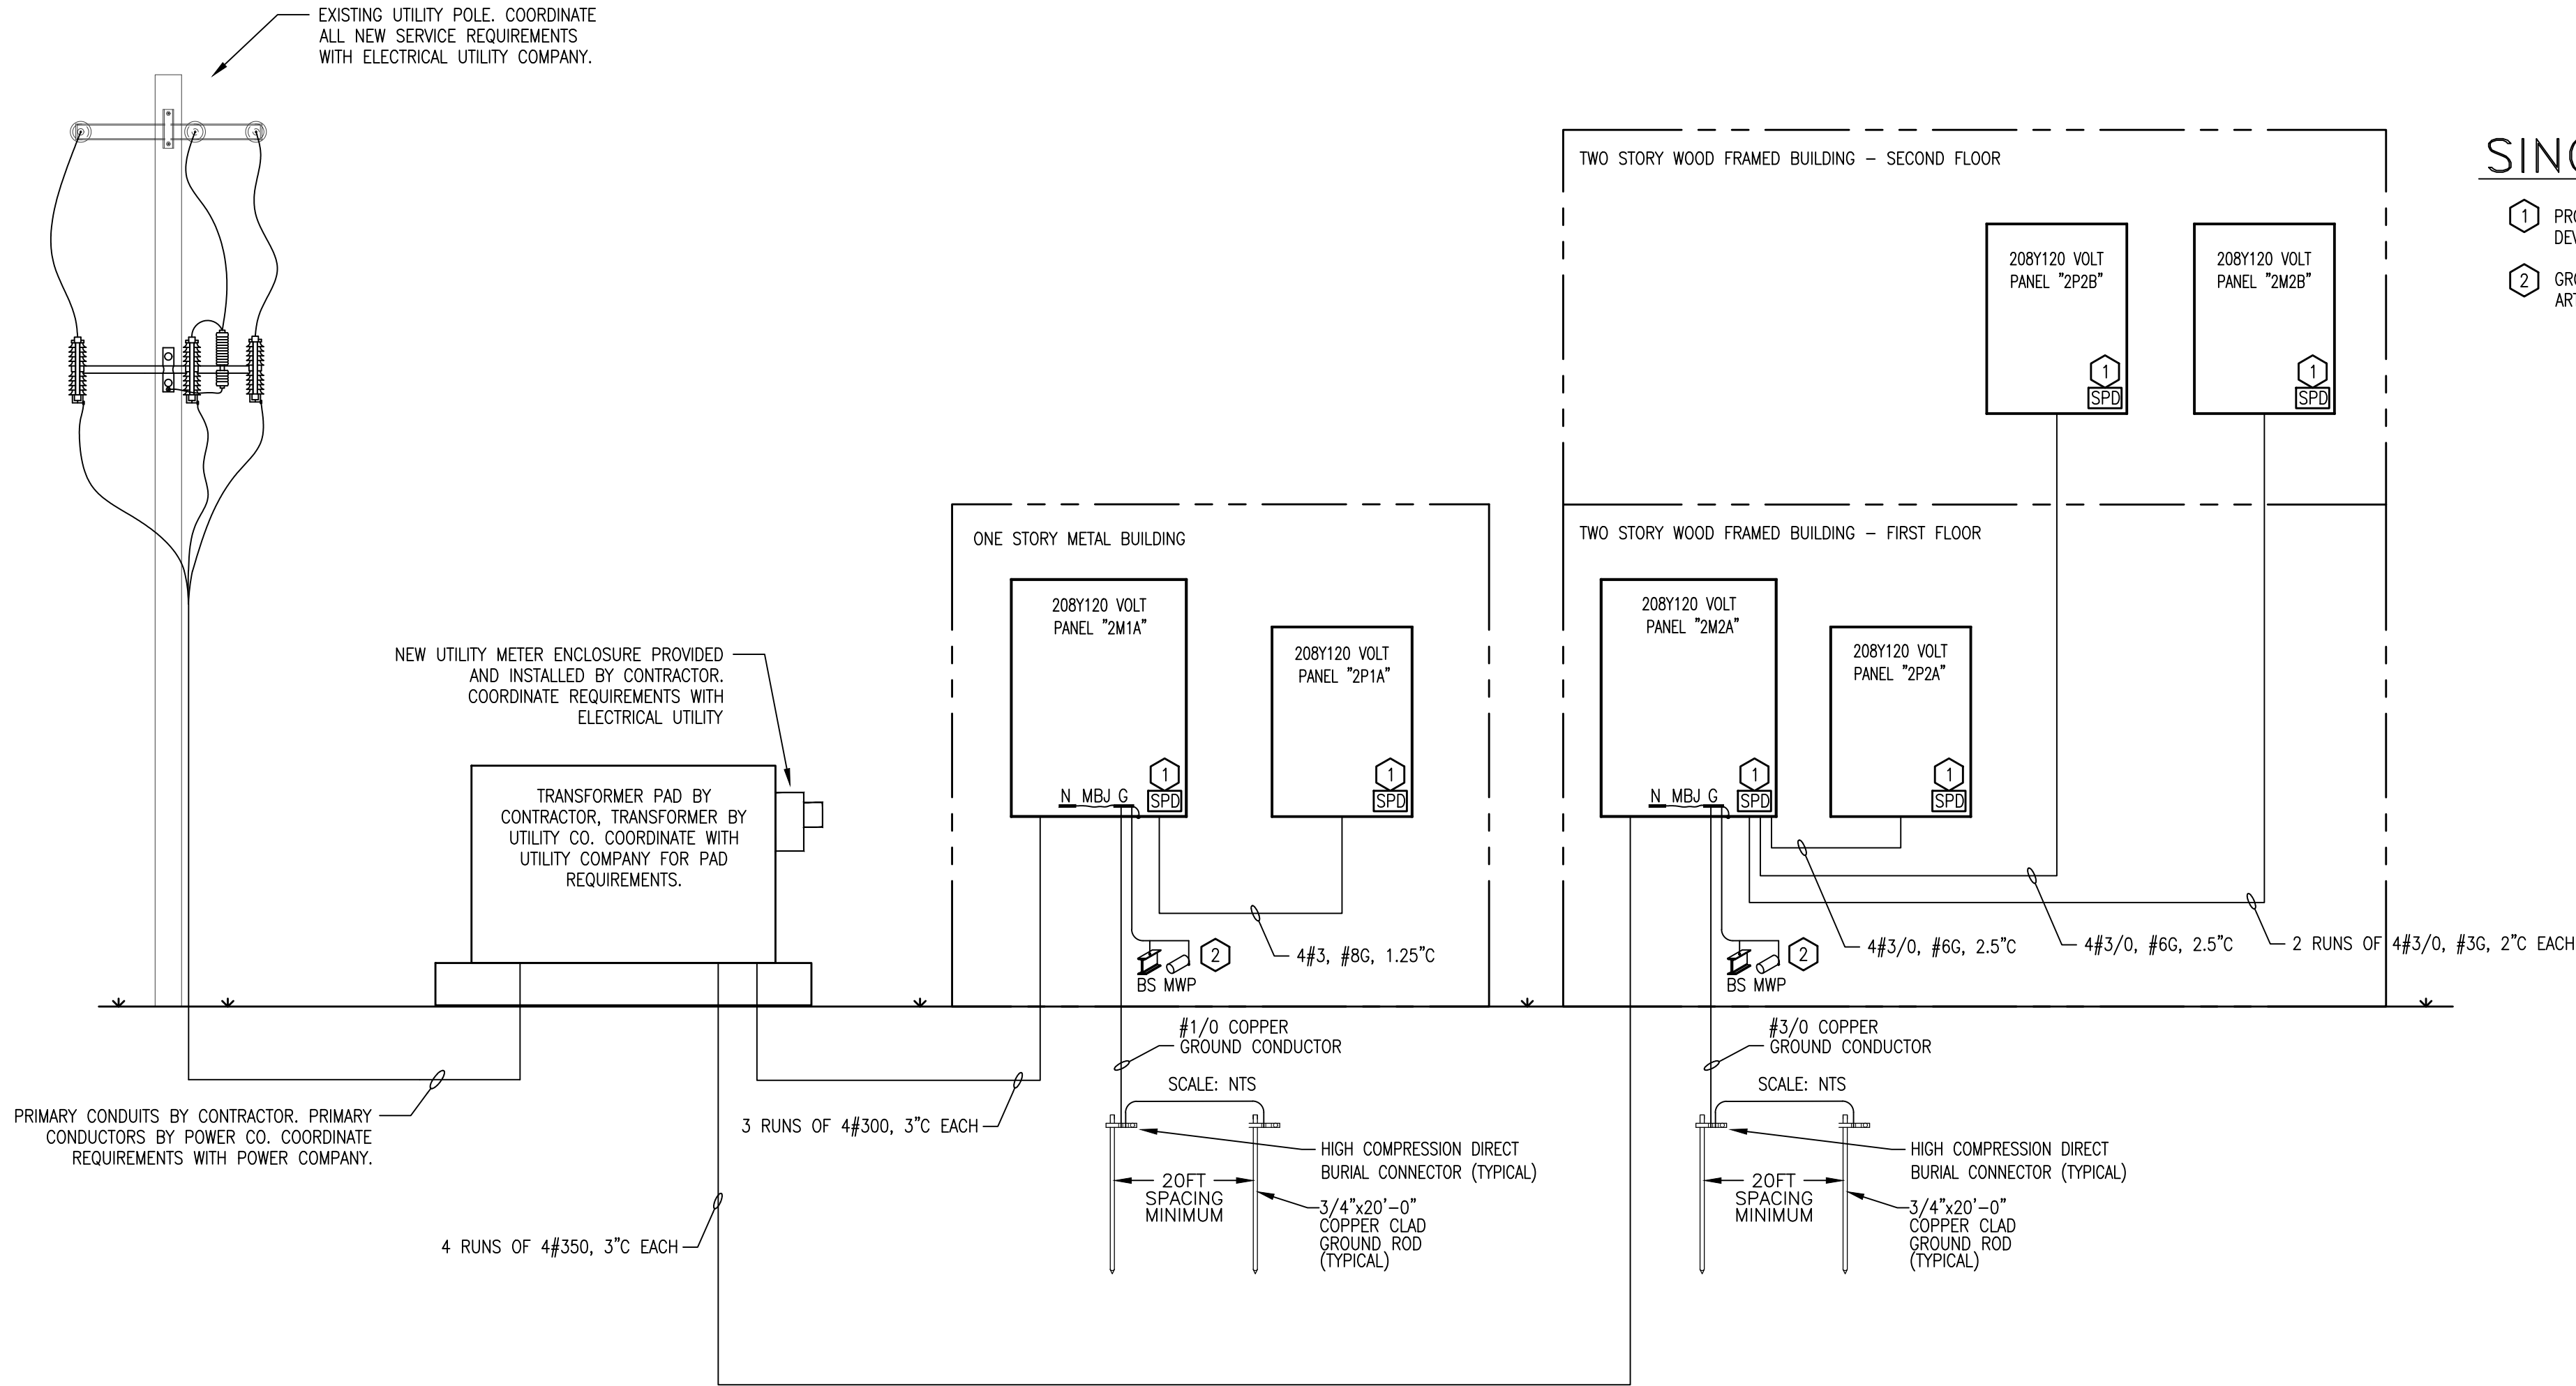 EXISTING UTILITY POLE. COORDINATE
ALL NEW SERVICE REQUIREMENTS
WITH ELECTRICAL UTILITY COMPANY.
NEW UTILITY METER ENCLOSURE PROVIDED
AND INSTALLED BY CONTRACTOR.
COORDINATE REQUIREMENTS WITH
ELECTRICAL UTILITY
TRANSFORMER PAD BY
CONTRACTOR, TRANSFORMER BY
UTILITY CO. COORDINATE WITH
UTILITY COMPANY FOR PAD
REQUIREMENTS.
PRIMARY CONDUITS BY CONTRACTOR. PRIMARY
CONDUCTORS BY POWER CO. COORDINATE
REQUIREMENTS WITH POWER COMPANY.
4 RUNS OF 4#350, 3"C EACH
3 RUNS OF 4#300, 3"C EACH
ONE STORY METAL BUILDING
208Y120 VOLT
PANEL "2M1A"
N MBJ G
1
SPD
208Y120 VOLT
PANEL "2P1A"
1
SPD
BS MWP
2
4#3, #8G, 1.25"C
#1/0 COPPER
GROUND CONDUCTOR
SCALE: NTS
HIGH COMPRESSION DIRECT
BURIAL CONNECTOR (TYPICAL)
20FT
SPACING
MINIMUM
3/4"x20'-0"
COPPER CLAD
GROUND ROD
(TYPICAL)
TWO STORY WOOD FRAMED BUILDING - SECOND FLOOR
208Y120 VOLT
PANEL "2P2B"
1
SPD
208Y120 VOLT
PANEL "2M2B"
1
SPD
TWO STORY WOOD FRAMED BUILDING - FIRST FLOOR
208Y120 VOLT
PANEL "2M2A"
N MBJ G
1
SPD
208Y120 VOLT
PANEL "2P2A"
1
SPD
BS MWP
2
4#3/0, #6G, 2.5"C
4#3/0, #6G, 2.5"C
2 RUNS OF 4#3/0, #3G, 2"C EACH
#3/0 COPPER
GROUND CONDUCTOR
SCALE: NTS
HIGH COMPRESSION DIRECT
BURIAL CONNECTOR (TYPICAL)
20FT
SPACING
MINIMUM
3/4"x20'-0"
COPPER CLAD
GROUND ROD
(TYPICAL)
1
2